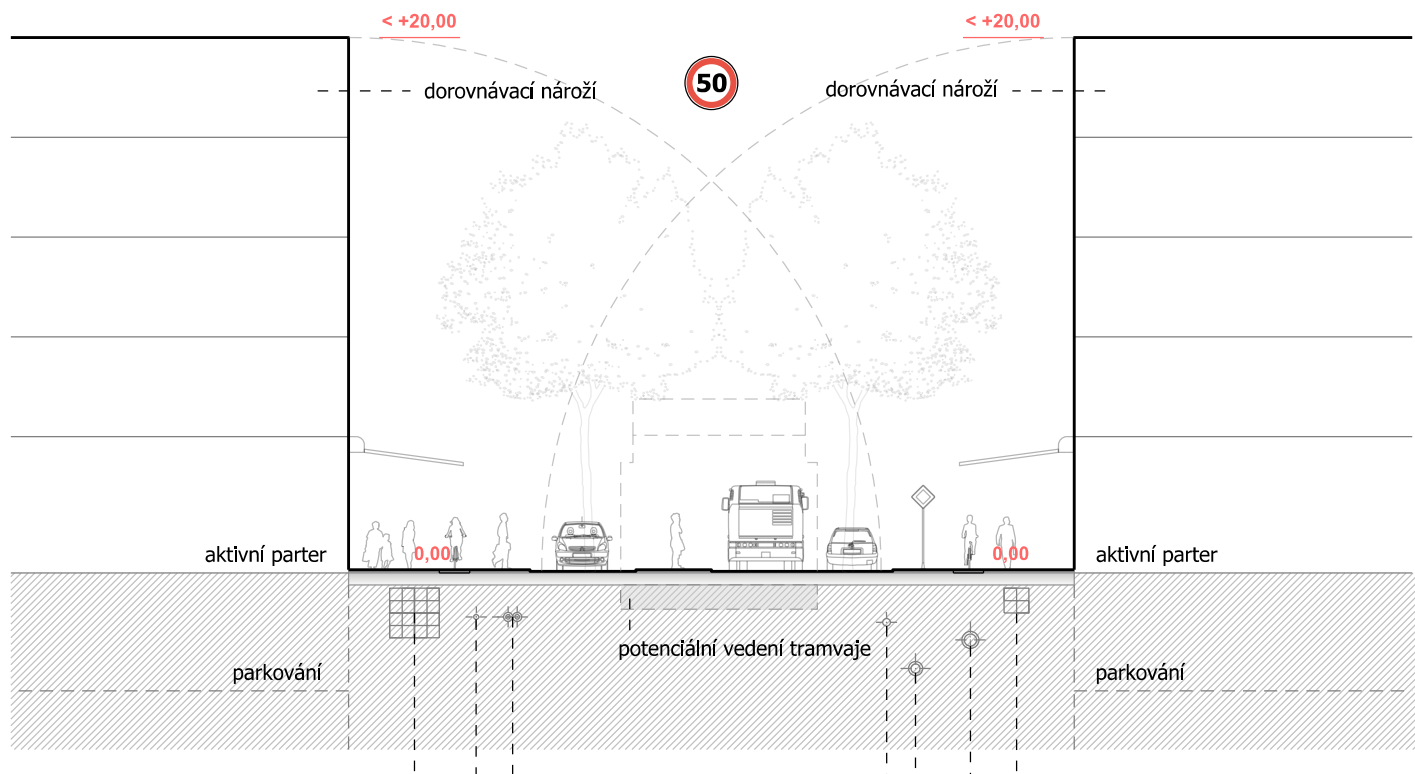 < +20,00
< +20,00
dorovnávací nároží
50
dorovnávací nároží
aktivní parter
0,00
0,00
aktivní parter
potenciální vedení tramvaje
parkování
parkování